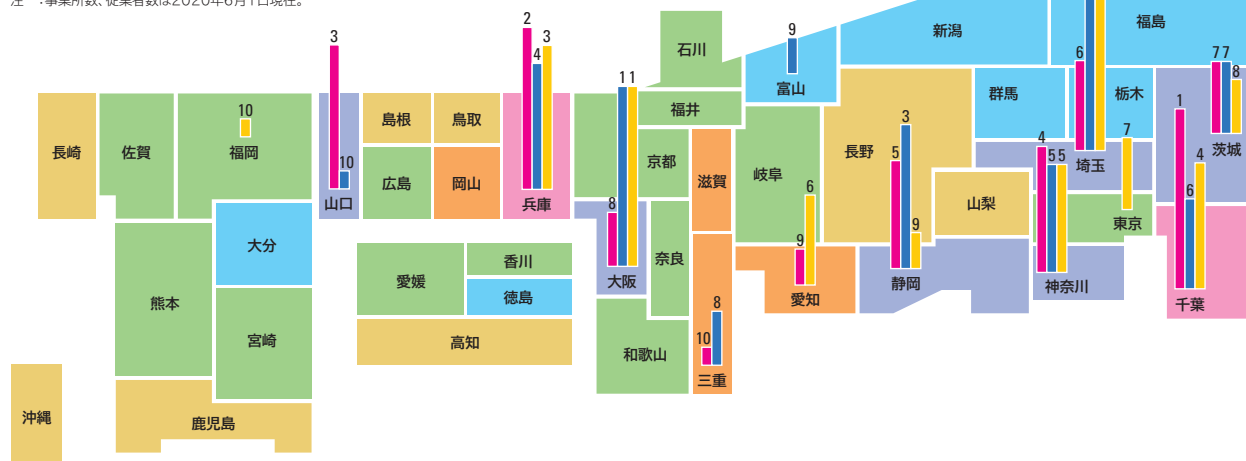 注　：事業所数、従業者数は2020年6月1日現在。
3
10
山口
2
4
3
兵庫
1 1
8
大阪
石川
9
富山
新潟
福島
6
埼玉
7 7
8
茨城
10
福岡
長崎
佐賀
島根
鳥取
広島
岡山
福井
京都
滋賀
岐阜
長野
群馬
栃木
5
3
9
静岡
4
5 5
神奈川
7
東京
1
6
4
千葉
山梨
6
9
愛知
奈良
大分
熊本
宮崎
愛媛
香川
徳島
高知
和歌山
8
10
三重
沖縄
鹿児島